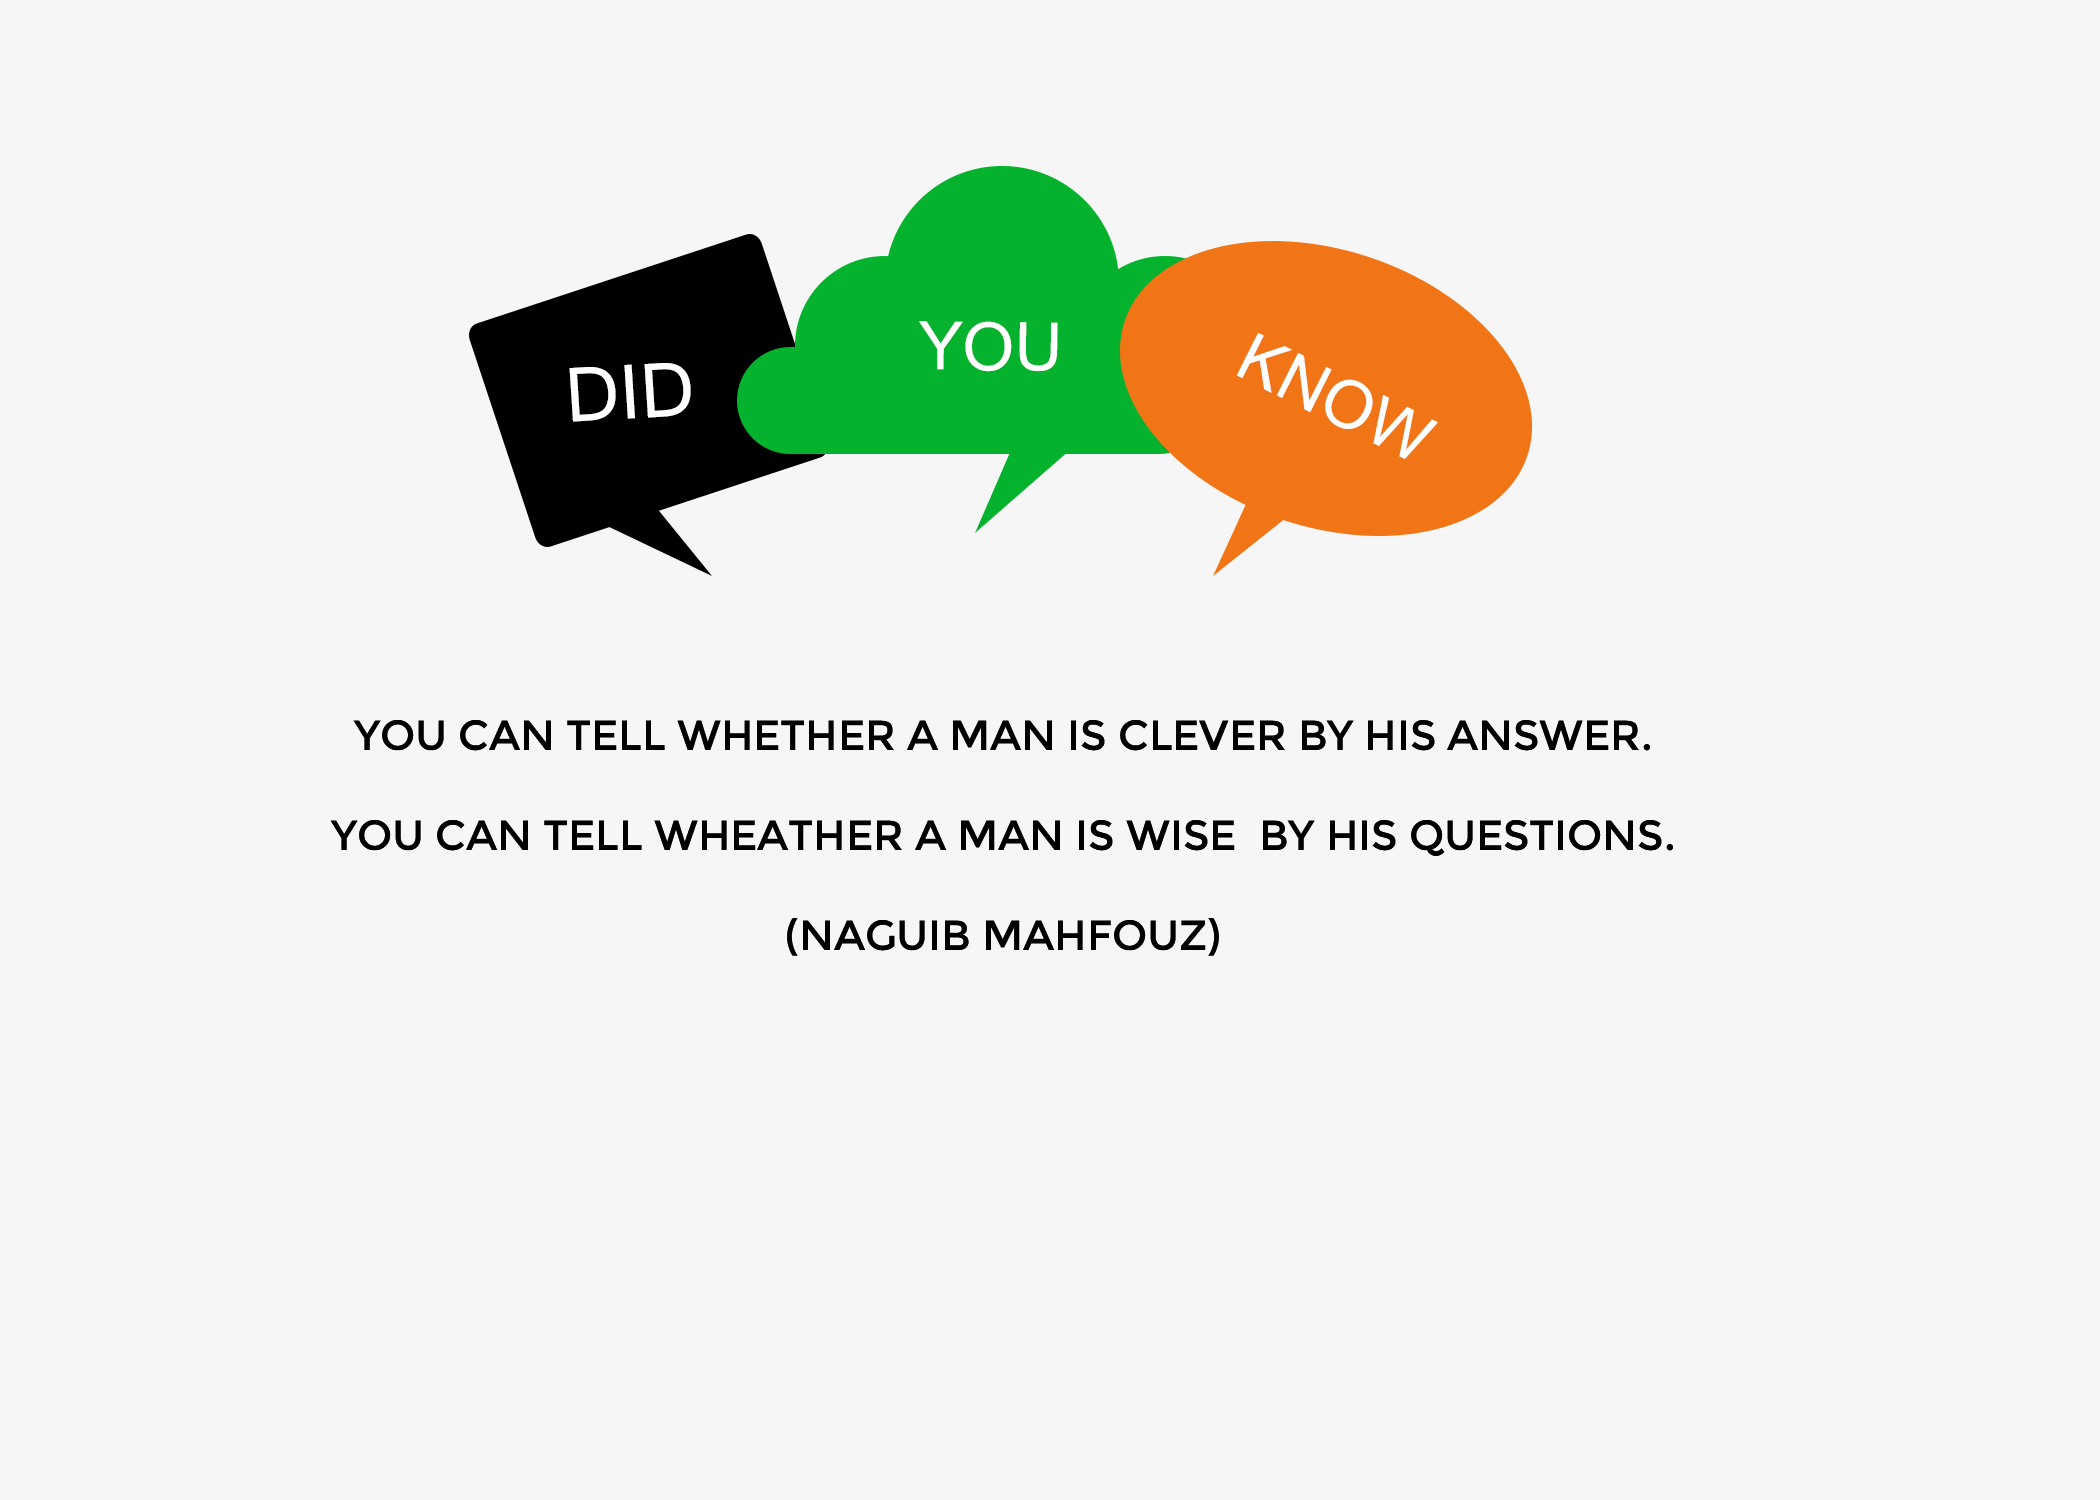 DID YOU KNOW
YOU CAN TELL WHETHER A MAN IS CLEVER BY HIS ANSWER.
YOU CAN TELL WHEATHER A MAN IS WISE  BY HIS QUESTIONS.
(NAGUIB MAHFOUZ)